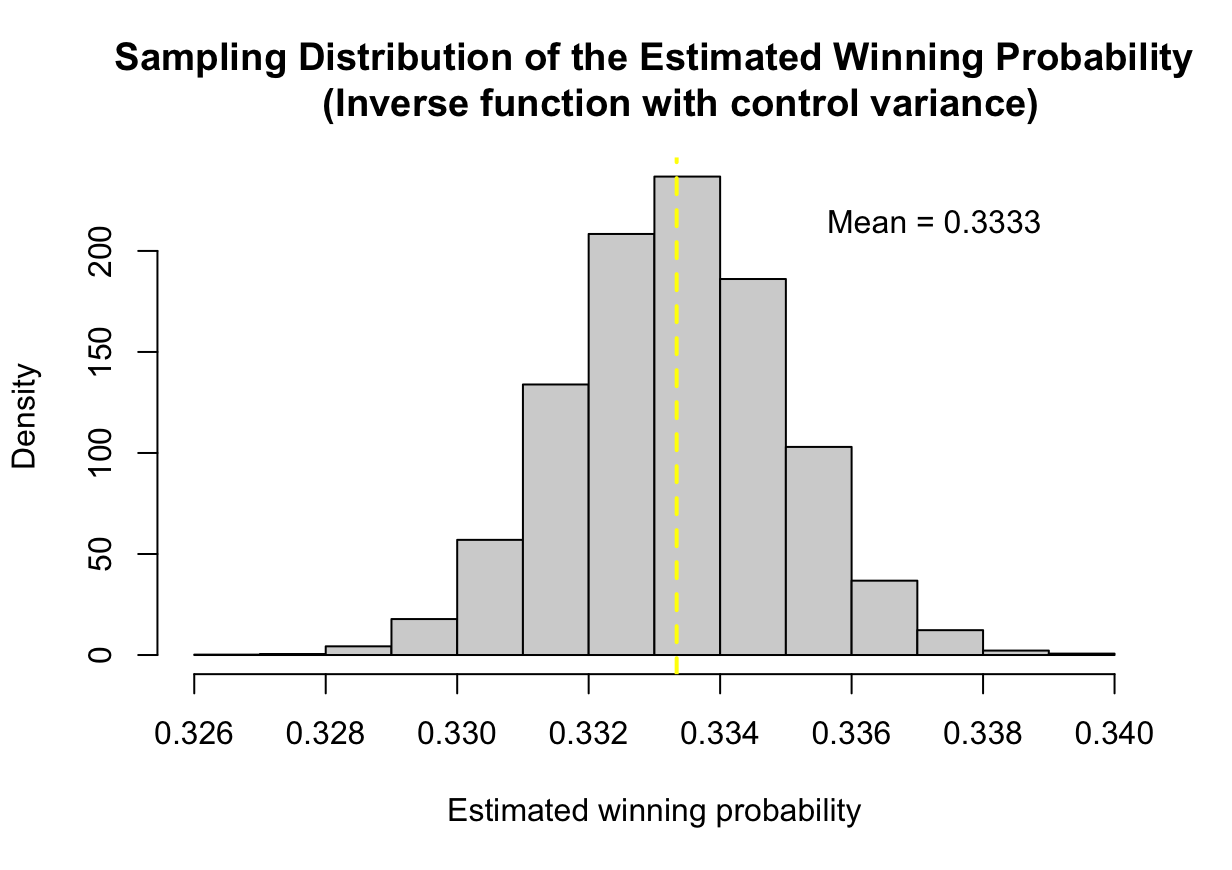 Sampling Distribution of the Estimated Winning Probability
(Inverse function with control variance)
Mean = 0.3333
Density
200
150
100
50
0
0.326 0.328 0.330 0.332 0.334 0.336 0.338 0.340
Estimated winning probability